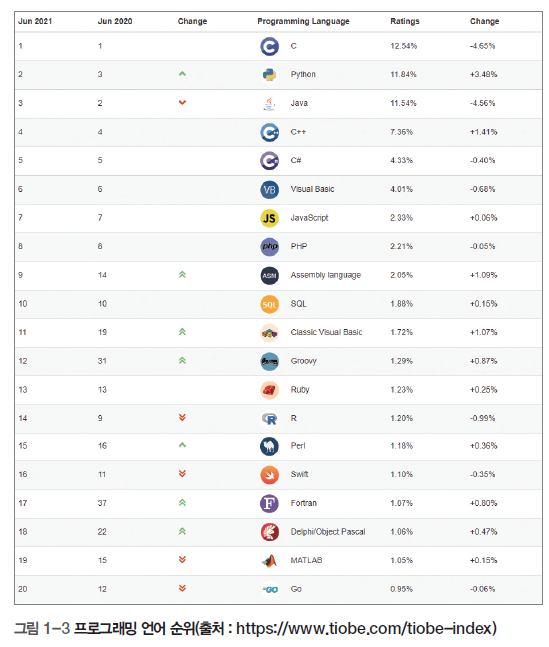 Jun 2021 Jun 2020 Change Programming Language Ratings Change
1 1 C 12.54% -4.65%
2 3 Python 11.84% +3.48%
3 2 Java 11.54% -4.56%
4 4 C++ 7.36% +1.41%
5 5 C# 4.33% -0.40%
6 6 VB Visual Basic 4.01% -0.68%
7 7 JS JavaScript 2.33% +0.06%
8 8 php PHP 2.21% -0.05%
9 14 ASM Assembly language 2.05% +1.09%
10 10 SQL SQL 1.88% +0.15%
11 19 Classic Visual Basic 1.72% +1.07%
12 31 Groovy 1.29% +0.87%
13 13 Ruby 1.23% +0.25%
14 9 R R 1.20% -0.99%
15 16 Perl 1.18% +0.36%
16 11 Swift 1.10% -0.35%
17 37 F Fortran 1.07% +0.80%
18 22 Delphi/Object Pascal 1.06% +0.47%
19 15 MATLAB 1.05% +0.15%
20 12 GO Go 0.95% -0.06%
그림 1-3 프로그래밍 언어 순위(출처 : https://www.tiobe.com/tiobe-index)